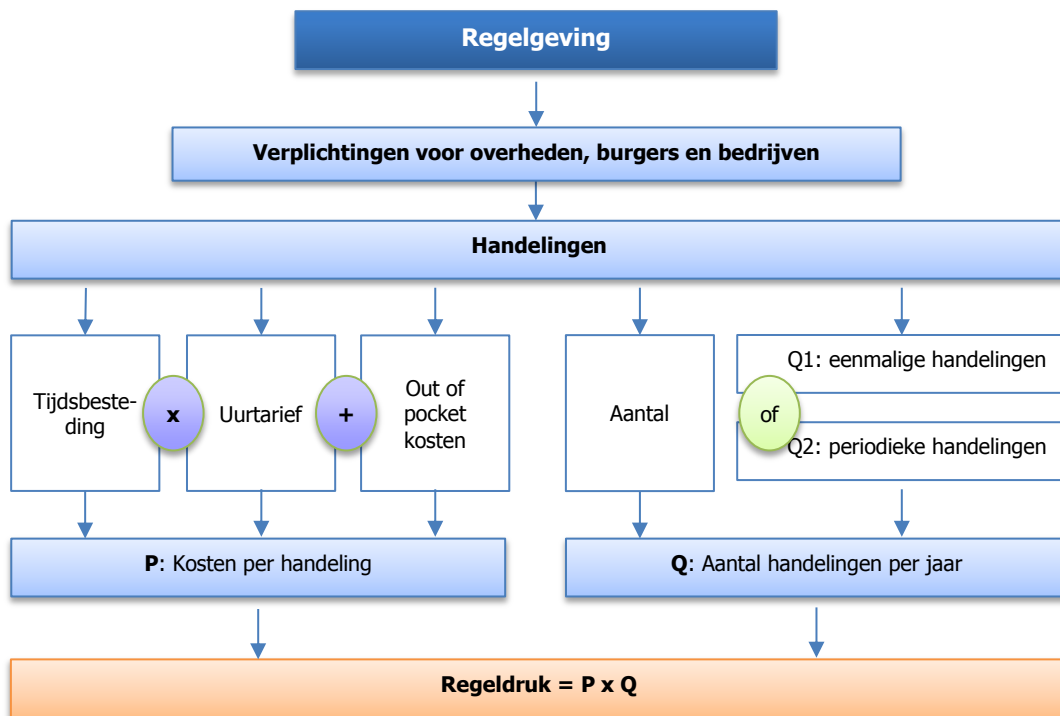 Regelgeving
Verplichtingen voor overheden, burgers en bedrijven
Handelingen
Tijdsbeste-
ding
x
Uurtarief
+
Out of
pocket
kosten
Aantal
Q1: eenmalige handelingen
of
Q2: periodieke handelingen
P: Kosten per handeling
Q: Aantal handelingen per jaar
Regeldruk = P x Q